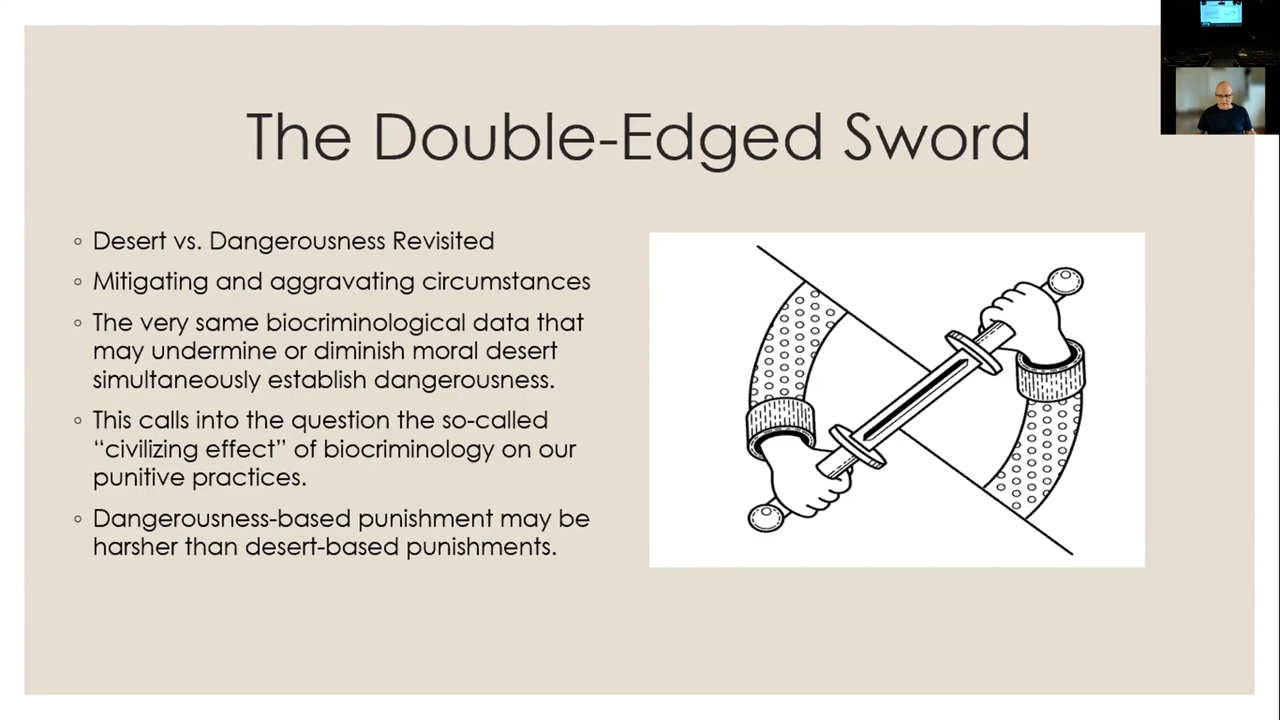 The Double-Edged Sword
◦ Desert vs. Dangerousness Revisited
◦ Mitigating and aggravating circumstances
◦ The very same biocriminological data that
may undermine or diminish moral desert
simultaneously establish dangerousness.
◦ This calls into the question the so-called
“civilizing effect” of biocriminology on our
punitive practices.
◦ Dangerousness-based punishment may be
harsher than desert-based punishments.